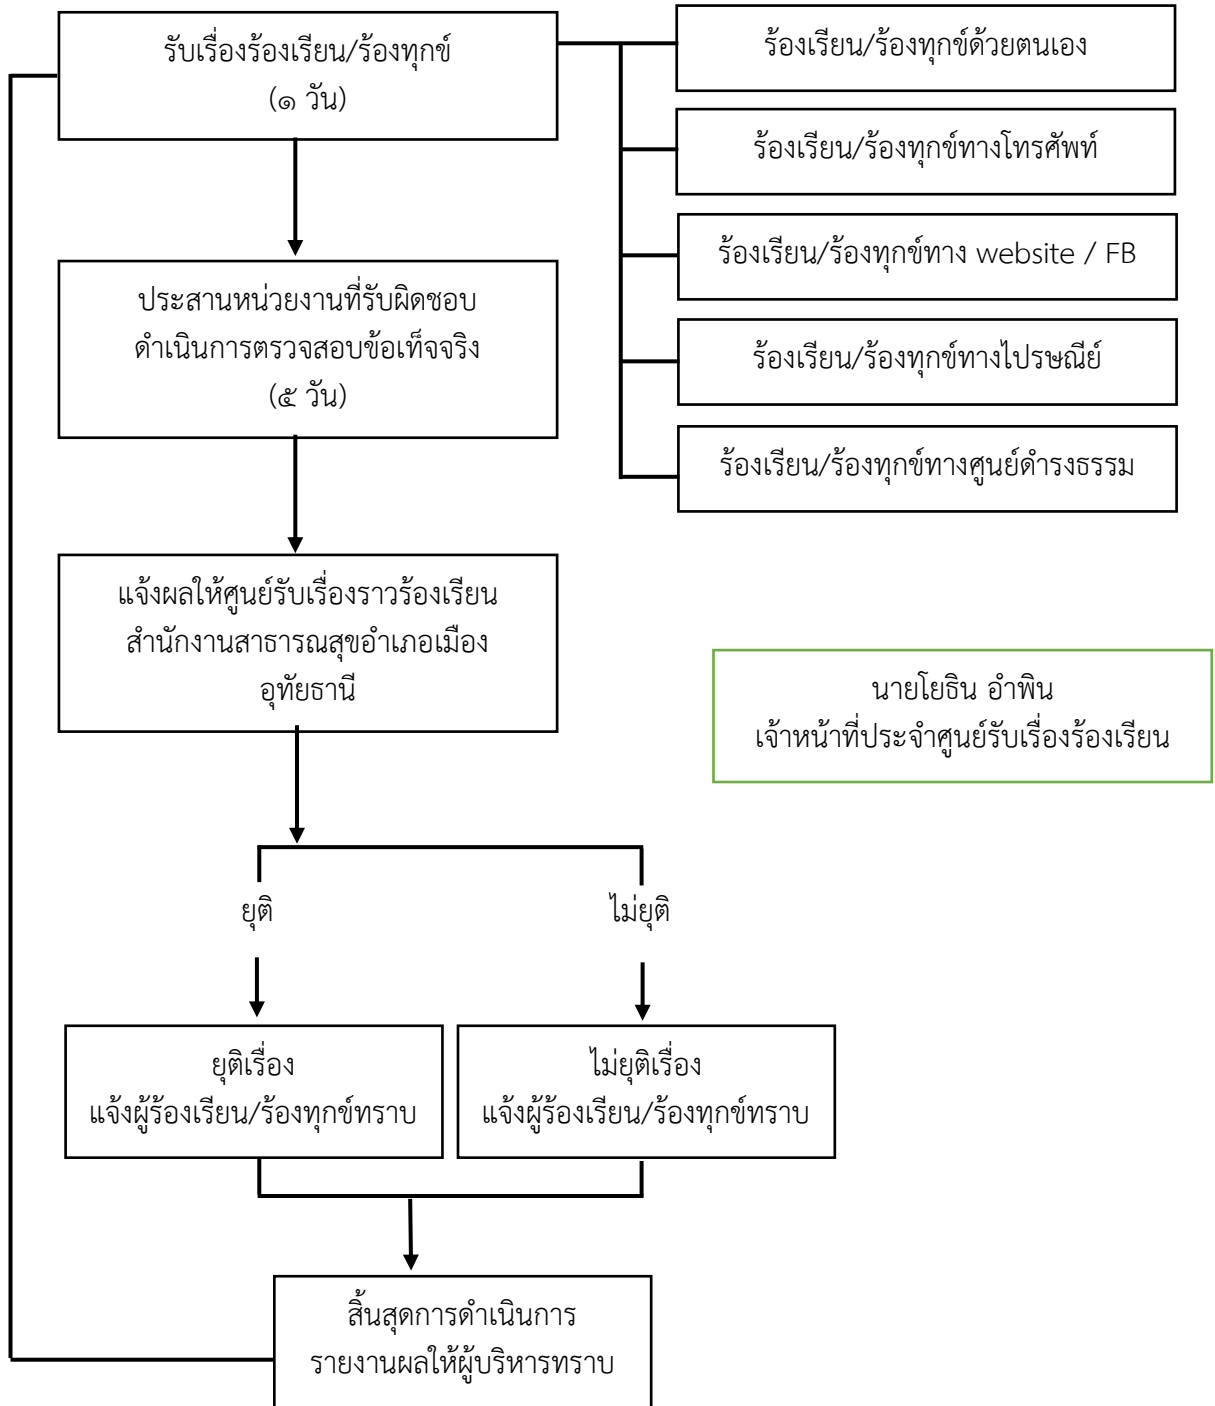 รับเรื่องร้องเรียน/ร้องทุกข์
(๑ วัน)
ร้องเรียน/ร้องทุกข์ด้วยตนเอง
ร้องเรียน/ร้องทุกข์ทางโทรศัพท์
ร้องเรียน/ร้องทุกข์ทาง website / FB
ร้องเรียน/ร้องทุกข์ทางไปรษณีย์
ร้องเรียน/ร้องทุกข์ทางศูนย์ดำรงธรรม
ประสานหน่วยงานที่รับผิดชอบ
ดำเนินการตรวจสอบข้อเท็จจริง
(๕ วัน)
แจ้งผลให้ศูนย์รับเรื่องราวร้องเรียน
สำนักงานสาธารณสุขอำเภอเมือง
อุทัยธานี
นายโยธิน อำพิน
เจ้าหน้าที่ประจำศูนย์รับเรื่องร้องเรียน
ยุติ
ไม่ยุติ
ยุติเรื่อง
แจ้งผู้ร้องเรียน/ร้องทุกข์ทราบ
ไม่ยุติเรื่อง
แจ้งผู้ร้องเรียน/ร้องทุกข์ทราบ
สิ้นสุดการดำเนินการ
รายงานผลให้ผู้บริหารทราบ